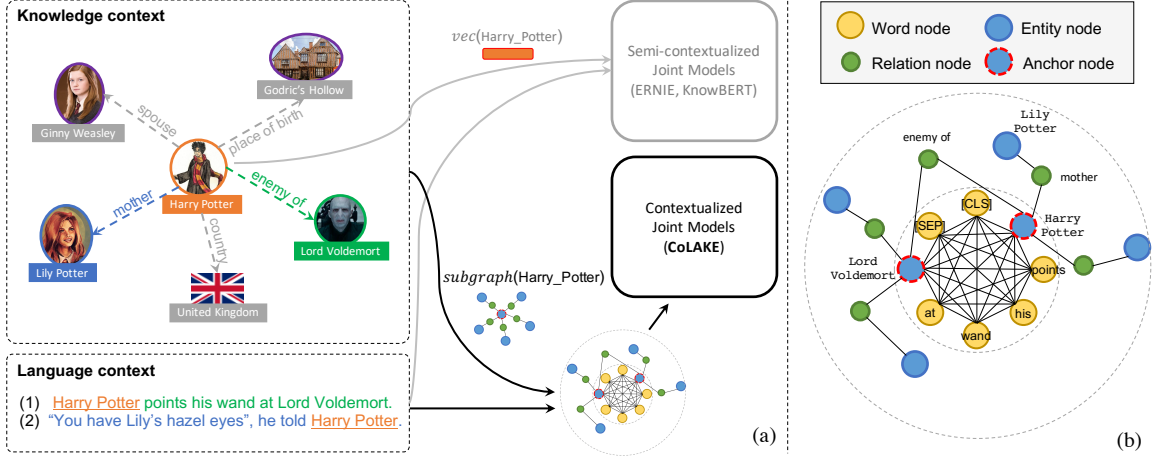 Knowledge context
Ginny Weasley
Godric's Hollow
spouse
place of birth
Harry Potter
mother
enemy of
country
Lily Potter
Lord Voldemort
United Kingdom
Language context
(1) Harry Potter points his wand at Lord Voldemort.
(2) “You have Lily's hazel eyes”, he told Harry Potter.
vec(Harry_Potter)
Semi-contextualized
Joint Models
(ERNIE, KnowBERT)
Contextualized
Joint Models
(CoLAKE)
subgraph(Harry_Potter)
(a)
Word node
Entity node
Relation node
Anchor node
Lily
Potter
enemy of
mother
[CLS]
[SEP]
Harry
Potter
Lord
Voldemort
points
at
his
wand
(b)